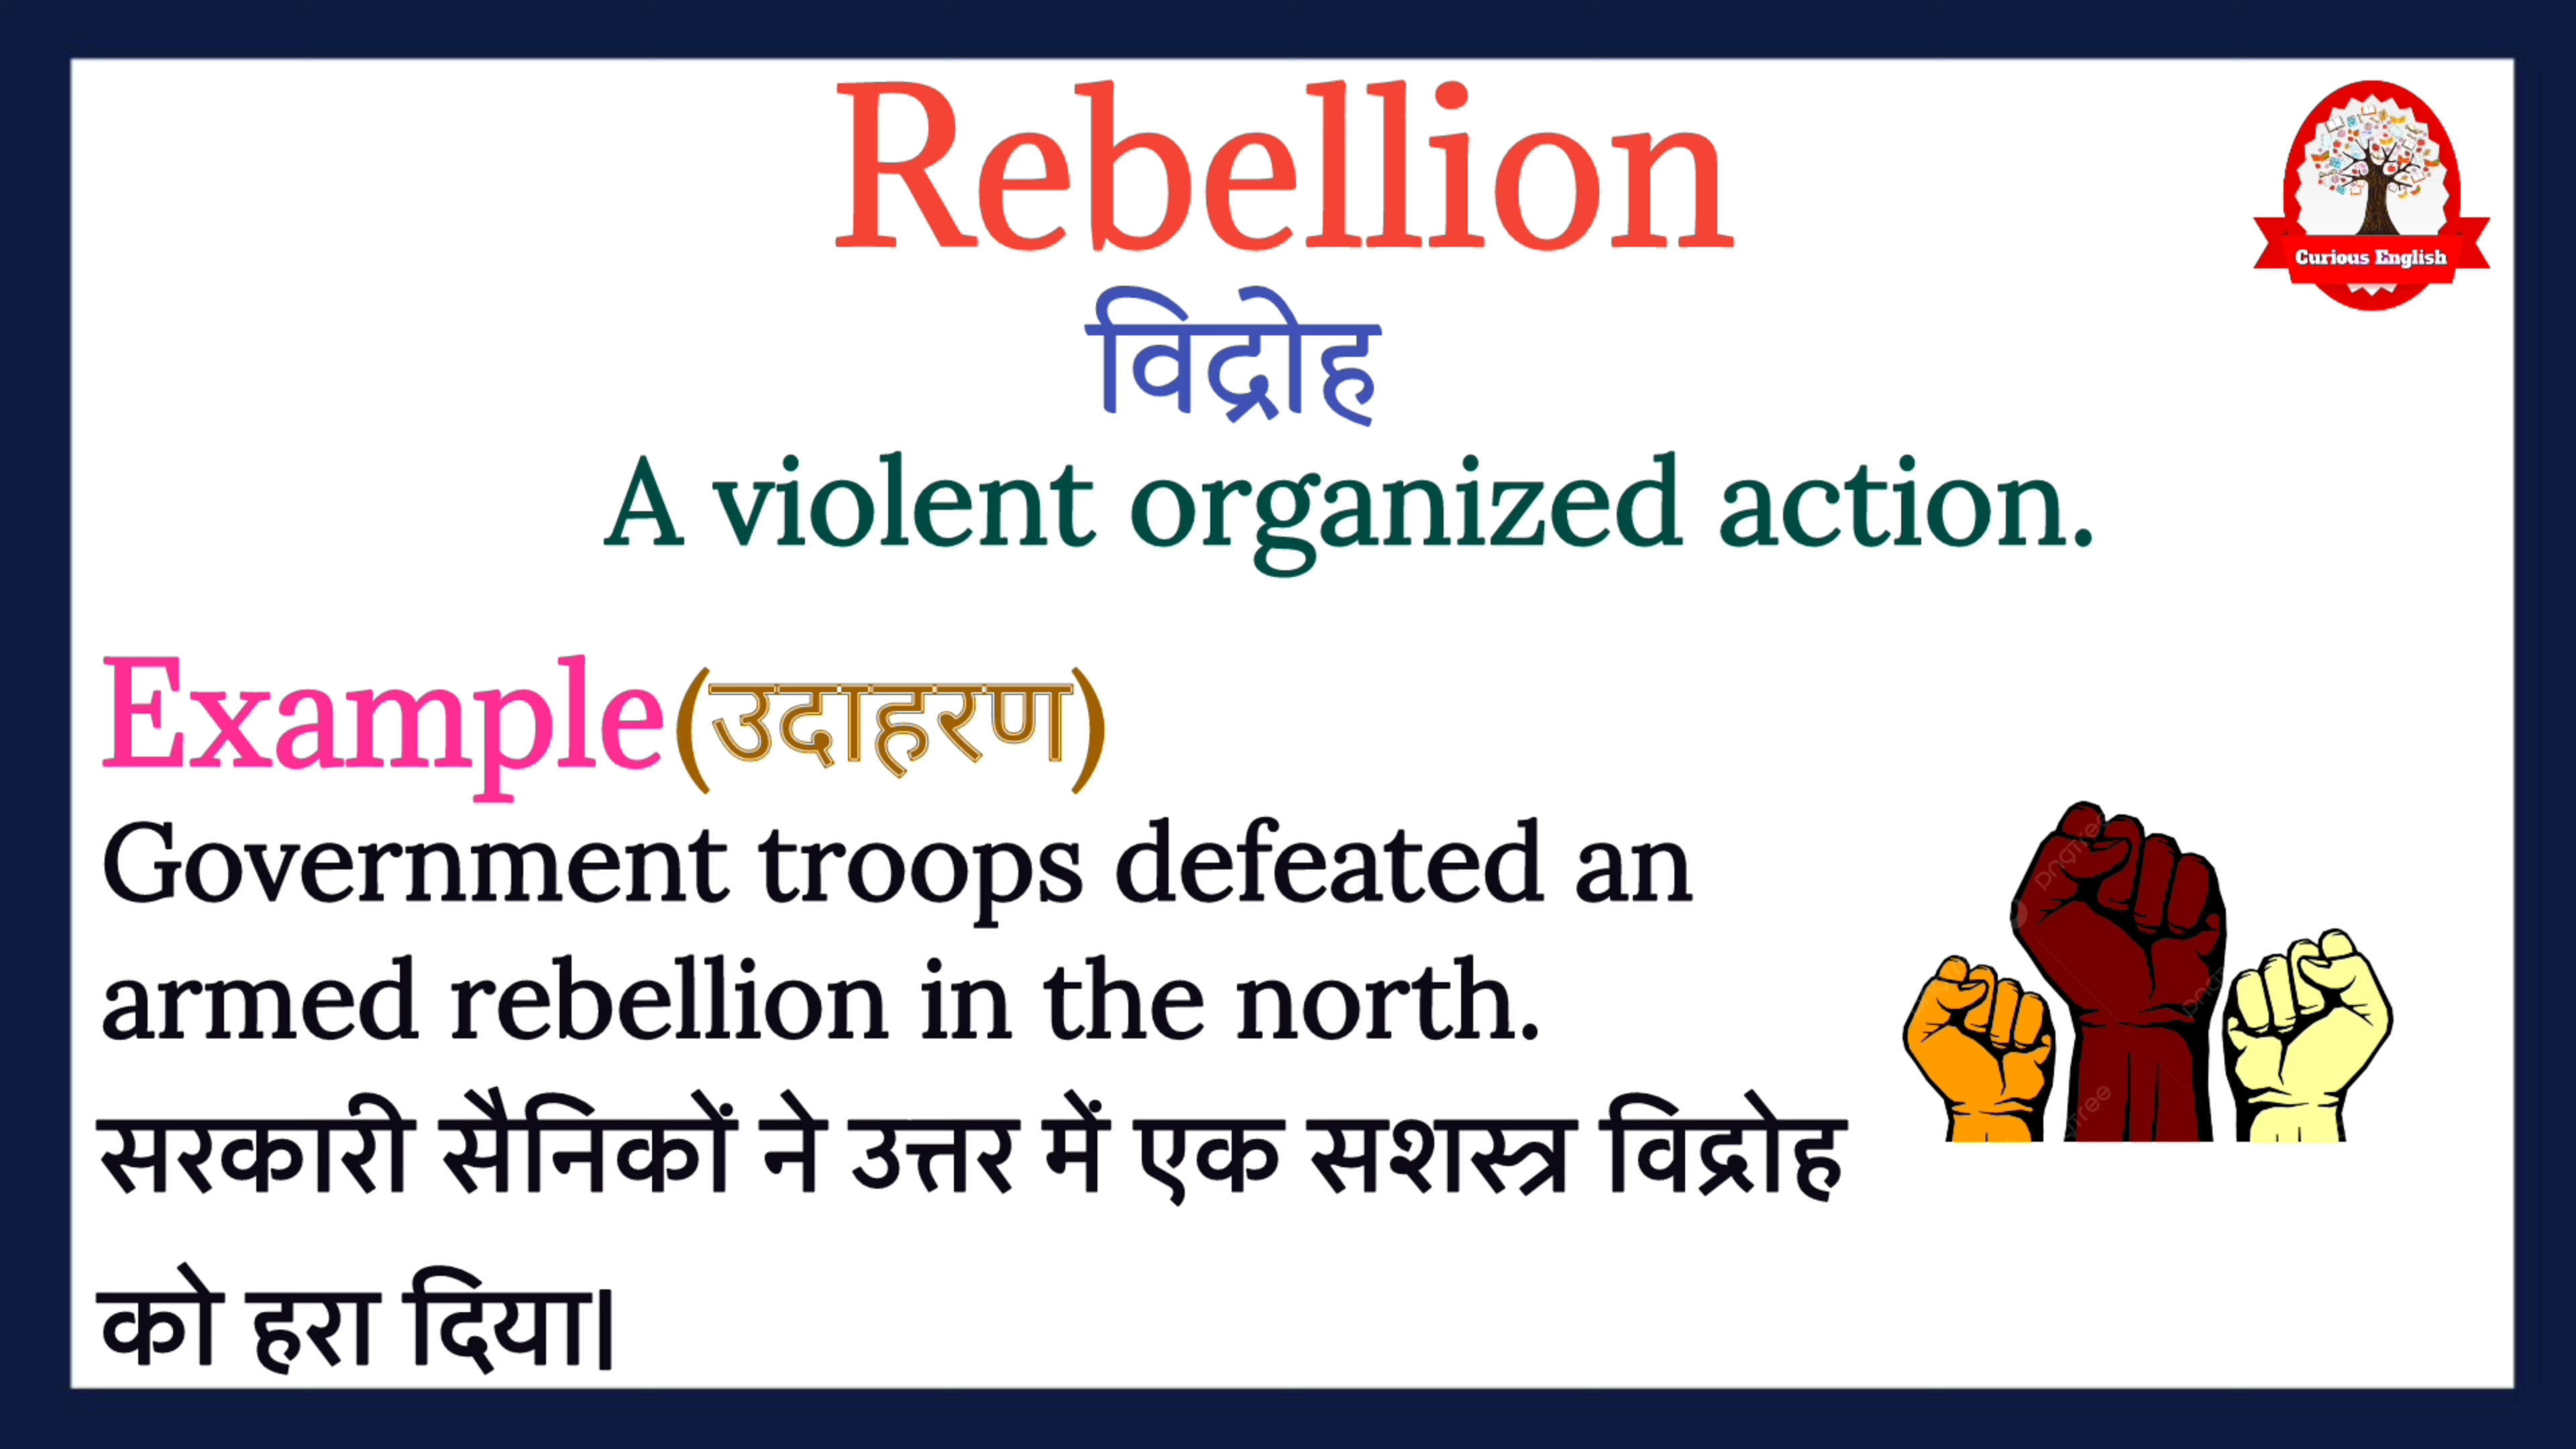 Rebellion
Curious English
विद्रोह
A violent organized action.
Example(उदाहरण)
Government troops defeated an
armed rebellion in the north.
सरकारी सैनिकों ने उत्तर में एक सशस्त्र विद्रोह
को हरा दिया।